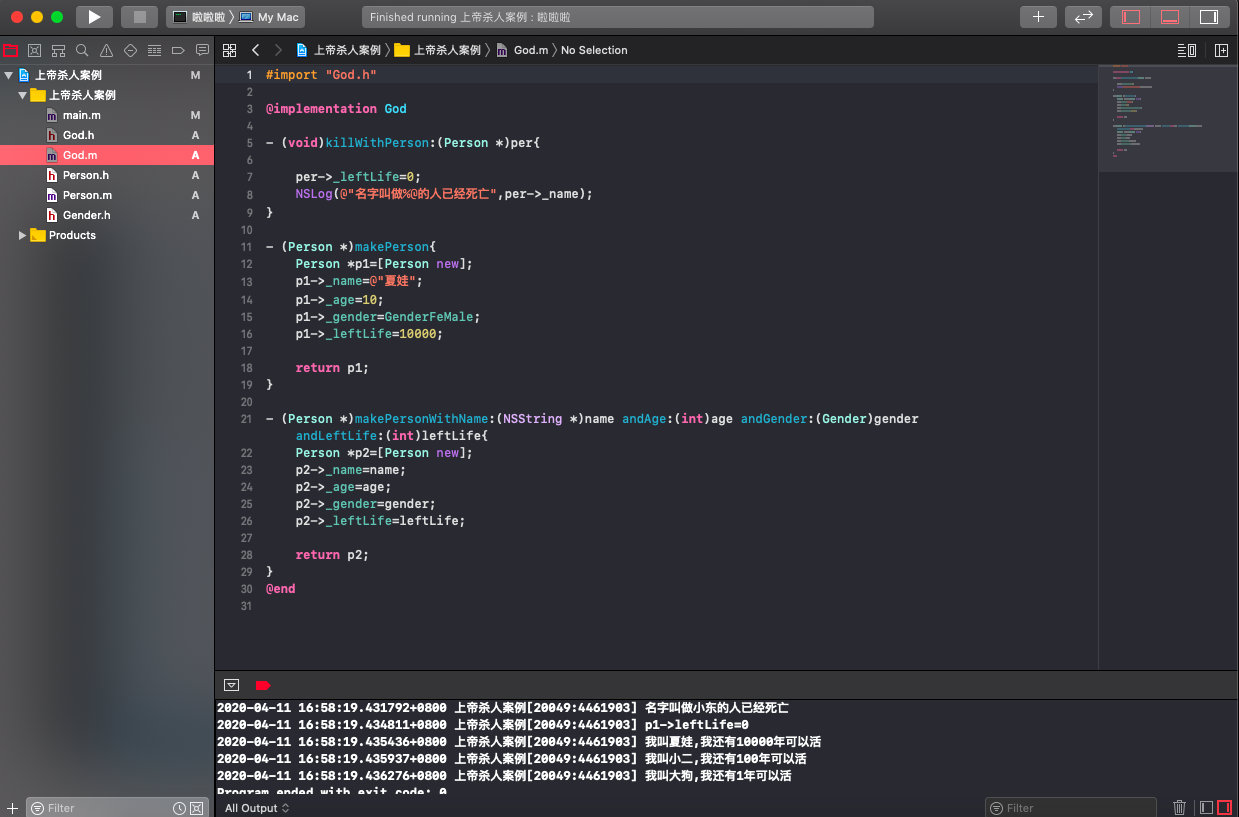 啦啦啦 〉 My Mac
Finished running 上帝杀人案例 : 啦啦啦
上帝杀人案例 〉 上帝杀人案例 〉 God.m 〉 No Selection
上帝杀人案例 M
上帝杀人案例
main.m M
God.h A
God.m A
Person.h A
Person.m A
Gender.h A
Products
1 #import "God.h"
2
3 @implementation God
4
5 - (void)killWithPerson:(Person *)per{
6
7 per->_leftLife=0;
8 NSLog(@"名字叫做%@的人已经死亡",per->_name);
9 }
10
11 - (Person *)makePerson{
12 Person *p1=[Person new];
13 p1->_name=@"夏娃";
14 p1->_age=10;
15 p1->_gender=GenderFeMale;
16 p1->_leftLife=10000;
17
18 return p1;
19 }
20
21 - (Person *)makePersonWithName:(NSString *)name andAge:(int)age andGender:(Gender)gender
andLeftLife:(int)leftLife{
22 Person *p2=[Person new];
23 p2->_name=name;
24 p2->_age=age;
25 p2->_gender=gender;
26 p2->_leftLife=leftLife;
27
28 return p2;
29 }
30 @end
31
2020-04-11 16:58:19.431792+0800 上帝杀人案例[20049:4461903] 名字叫做小东的人已经死亡
2020-04-11 16:58:19.434811+0800 上帝杀人案例[20049:4461903] p1->leftLife=0
2020-04-11 16:58:19.435436+0800 上帝杀人案例[20049:4461903] 我叫夏娃,我还有10000年可以活
2020-04-11 16:58:19.435937+0800 上帝杀人案例[20049:4461903] 我叫小二,我还有100年可以活
2020-04-11 16:58:19.436276+0800 上帝杀人案例[20049:4461903] 我叫大狗,我还有1年可以活
Program ended with exit code: 0
Filter
All Output
Filter